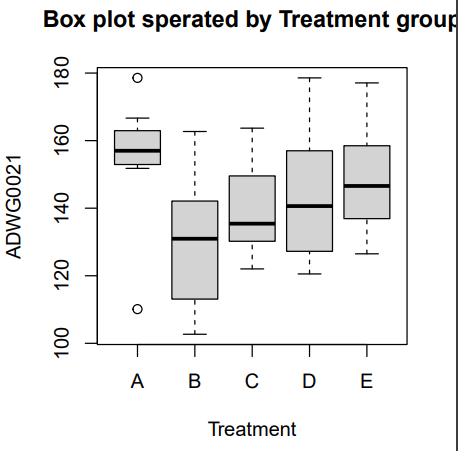 Box plot sperated by Treatment group
ADWG0021
180
160
140
120
100
A B C D E
Treatment